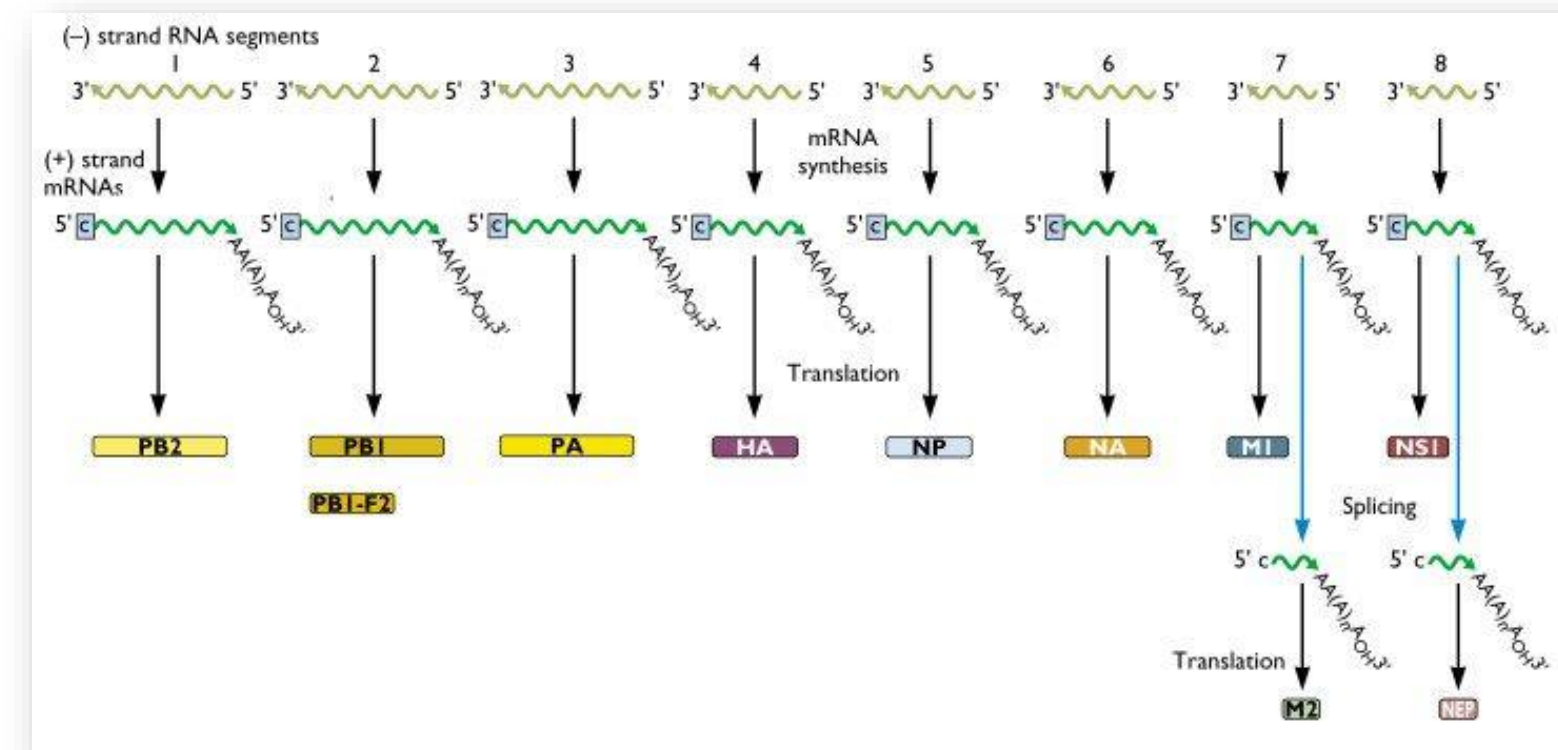 (–) strand RNA segments
1 2 3 4 5 6 7 8
3' 5' 3' 5' 3' 5' 3' 5' 3' 5' 3' 5' 3' 5' 3' 5'
mRNA
synthesis
(+) strand
mRNAs
5' c 5' c 5' c 5' c 5' c 5' c 5' c 5' c
AA(A)nAOH3' AA(A)nAOH3' AA(A)nAOH3' AA(A)nAOH3' AA(A)nAOH3' AA(A)nAOH3' AA(A)nAOH3' AA(A)nAOH3'
Translation
PB2 PB1 PA HA NP NA M1 NS1
PB1-F2
Splicing
5' c 5' c
AA(A)nAOH3' AA(A)nAOH3'
Translation
M2 NEP